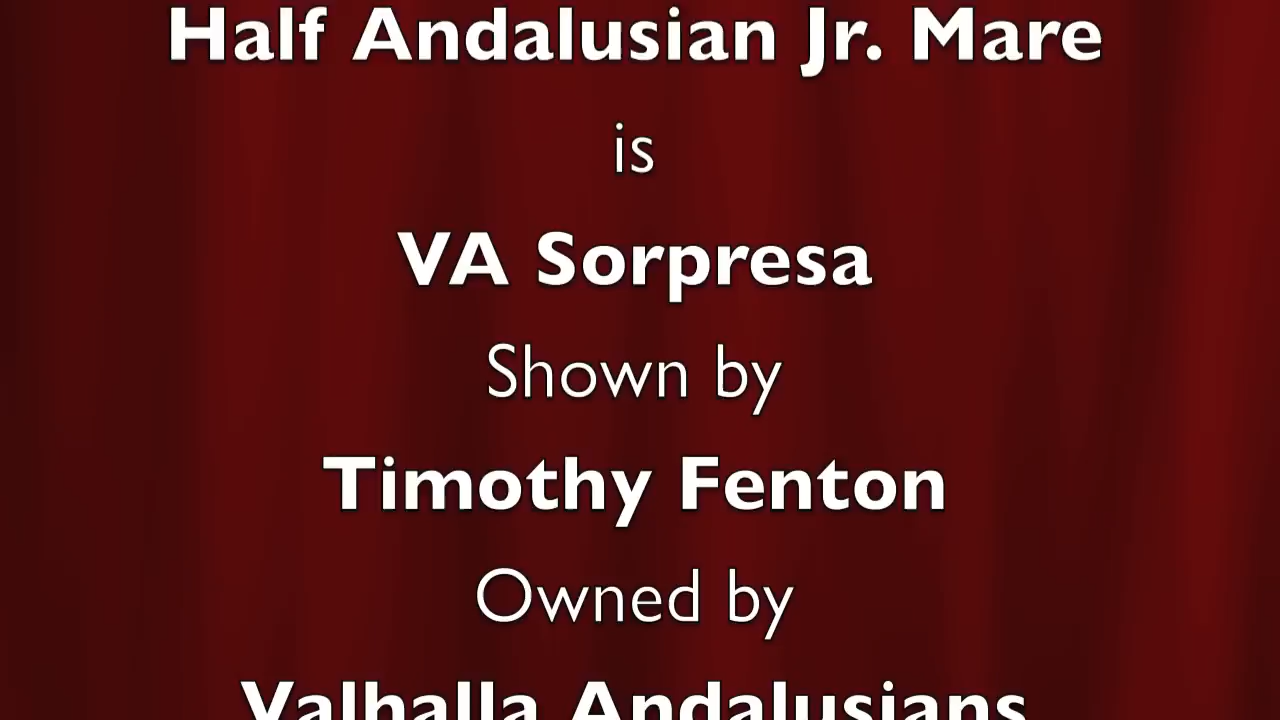 Half Andalusian Jr. Mare
is
VA Sorpresa
Shown by
Timothy Fenton
Owned by
Valhalla Andalusians